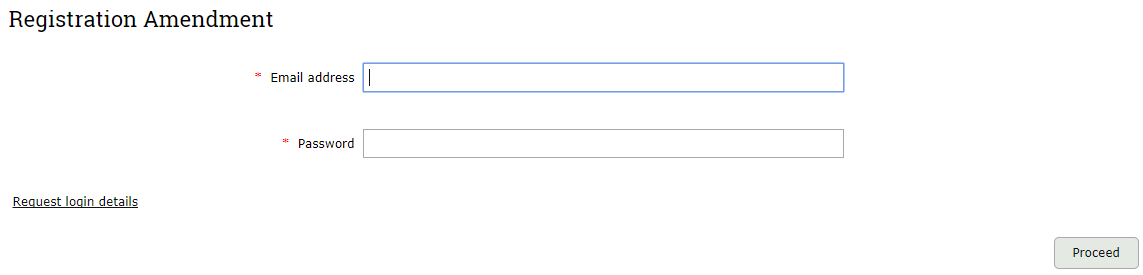 Registration Amendment
* Email address
* Password
Request login details
Proceed